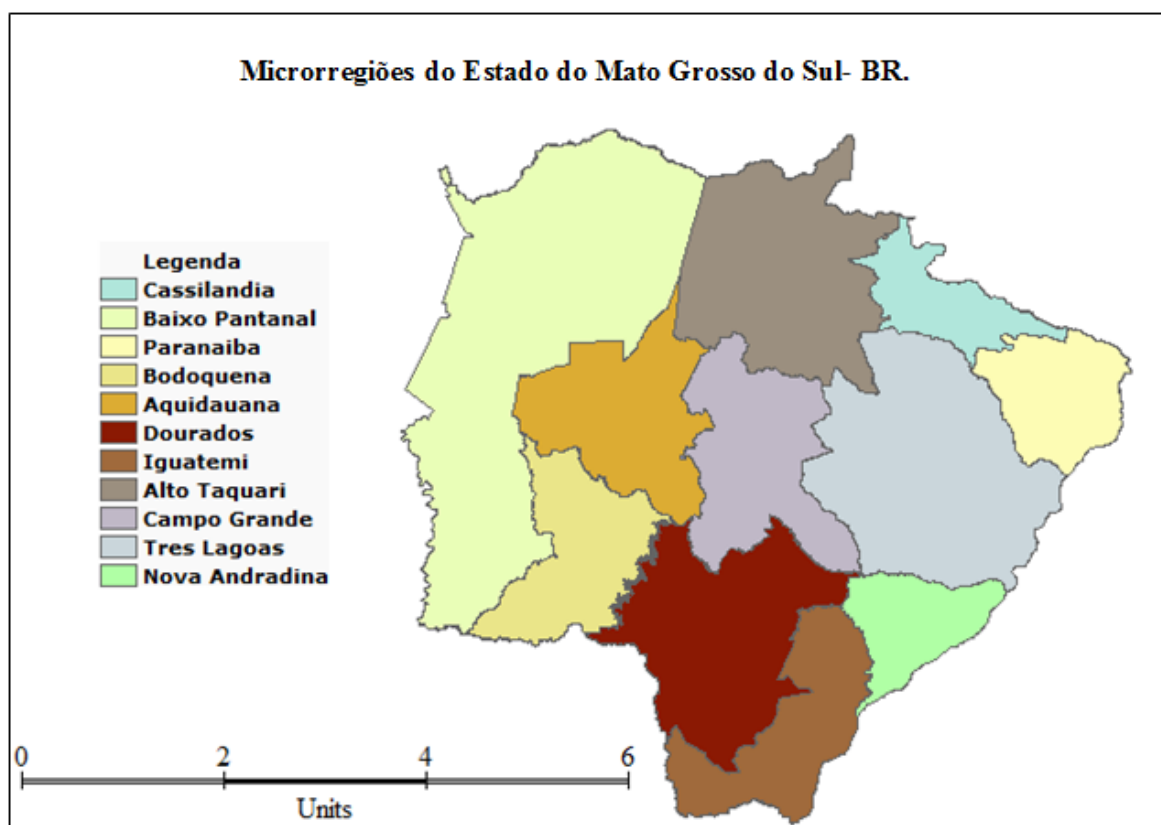 Microrregiões do Estado do Mato Grosso do Sul- BR.
Legenda
Cassilandia
Baixo Pantanal
Paranaiba
Bodoquena
Aquidauana
Dourados
Iguatemi
Alto Taquari
Campo Grande
Tres Lagoas
Nova Andradina
0 2 4 6
Units